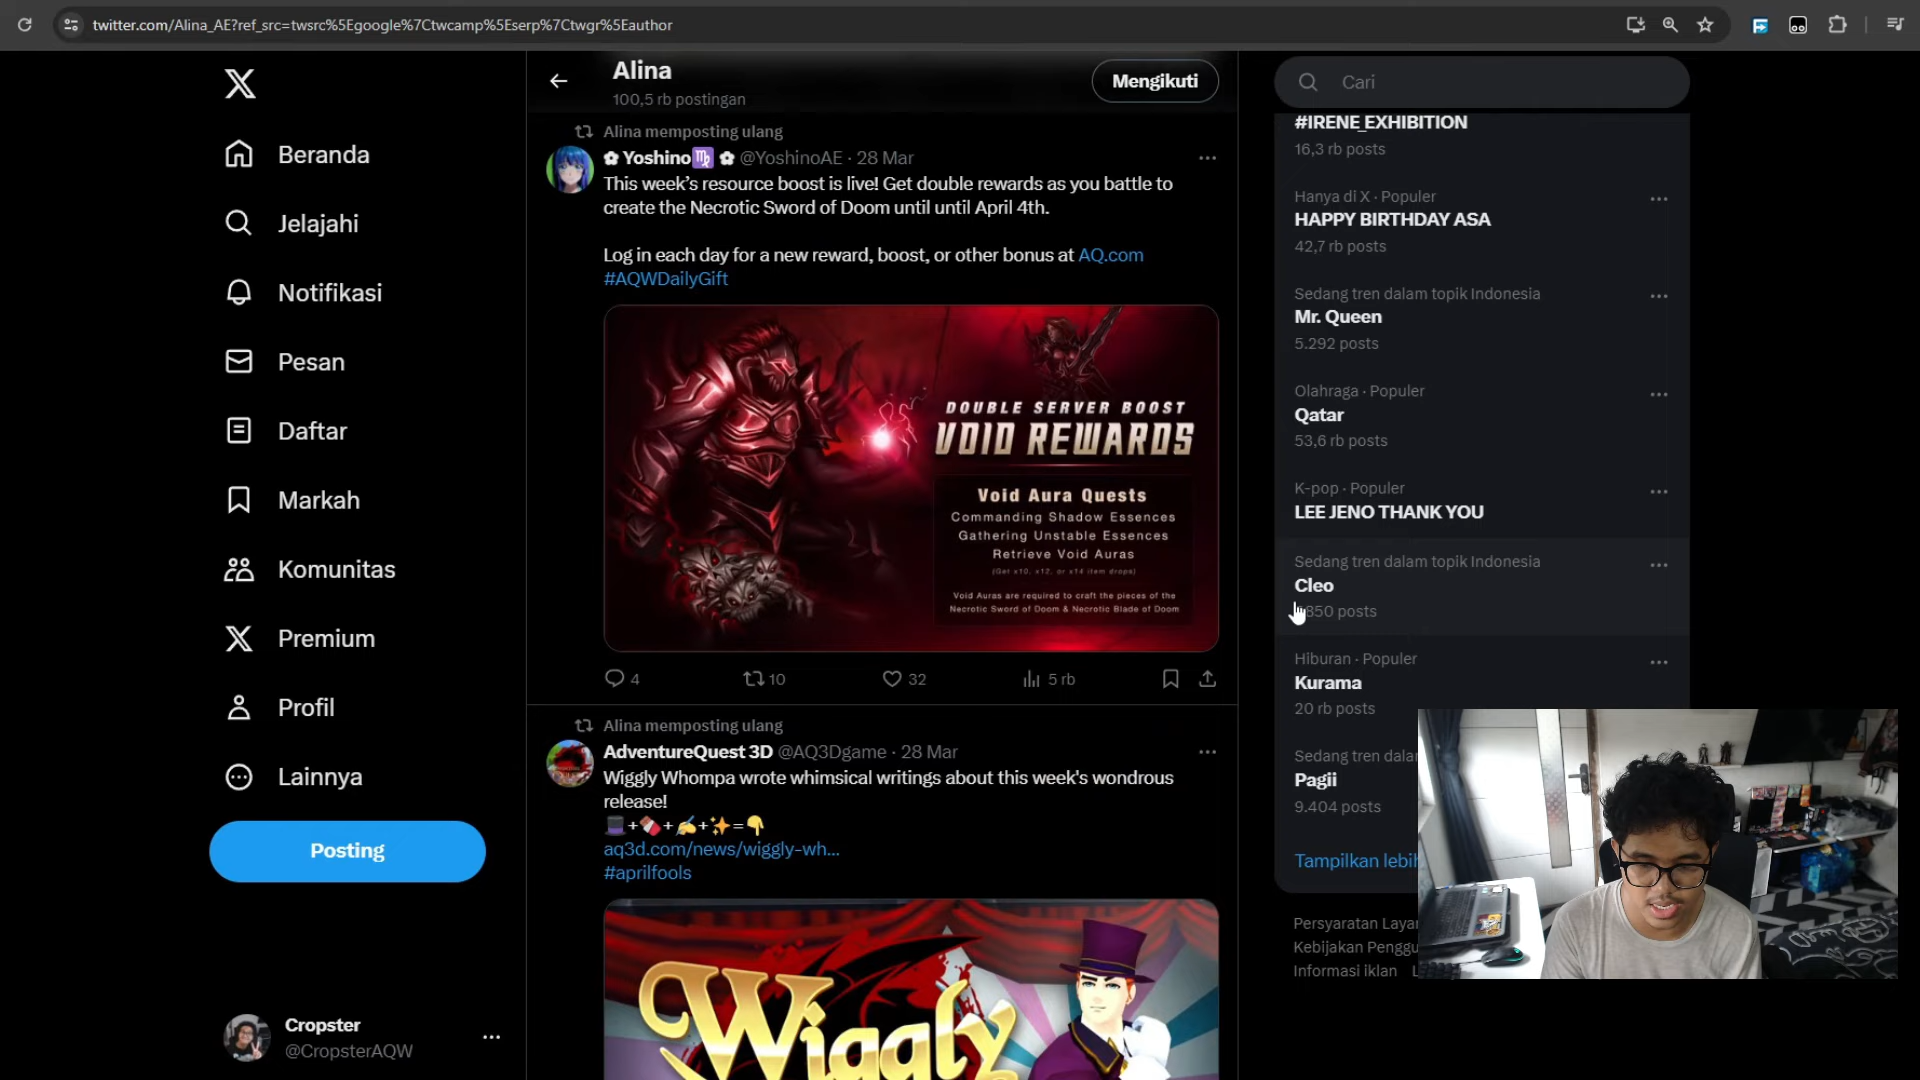 twitter.com/Alina_AE?ref_src=twsrc%5Egoogle%7Ctwcamp%5Eserp%7Ctwgr%5Eauthor
Beranda
Jelajahi
Notifikasi
Pesan
Daftar
Markah
Komunitas
Premium
Profil
Lainnya
Posting
Cropster
@CropsterAQW
Alina
100,5 rb postingan
Mengikuti
Alina memposting ulang
✿ Yoshino♍ ✿ @YoshinoAE · 28 Mar
This week’s resource boost is live! Get double rewards as you battle to
create the Necrotic Sword of Doom until until April 4th.
Log in each day for a new reward, boost, or other bonus at AQ.com
#AQWDailyGift
DOUBLE SERVER BOOST
VOID REWARDS
Void Aura Quests
Commanding Shadow Essences
Gathering Unstable Essences
Retrieve Void Auras
(Get x10, x12, or x14 item drops)
Void Auras are required to craft the pieces of the
Necrotic Sword of Doom & Necrotic Blade of Doom
4
10
32
5 rb
Alina memposting ulang
AdventureQuest 3D @AQ3Dgame · 28 Mar
Wiggly Whompa wrote whimsical writings about this week's wondrous
release!
🎩+🍫+✍️+✨=👇
aq3d.com/news/wiggly-wh...
#aprilfools
Wiggly
Cari
#IRENE_EXHIBITION
16,3 rb posts
Hanya di X · Populer
HAPPY BIRTHDAY ASA
42,7 rb posts
Sedang tren dalam topik Indonesia
Mr. Queen
5.292 posts
Olahraga · Populer
Qatar
53,6 rb posts
K-pop · Populer
LEE JENO THANK YOU
Sedang tren dalam topik Indonesia
Cleo
850 posts
Hiburan · Populer
Kurama
20 rb posts
Sedang tren dala
Pagii
9.404 posts
Tampilkan lebih
Persyaratan Laya
Kebijakan Penggu
Informasi iklan